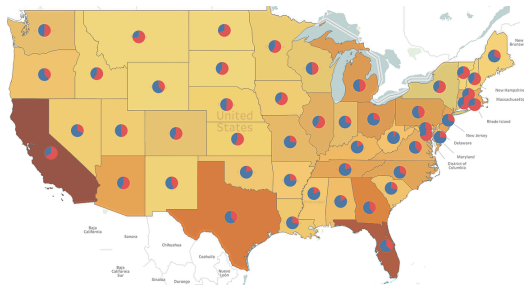 New
Brunsw
New Hampshire
Massachusetts
United
States
Rhode Island
New Jersey
Delaware
Maryland
District of
Columbia
Baja
California
Sonora
Chihuahua
Coahuila
Baja
California
Sur
Nuevo
Leon
Sinaloa
Durango